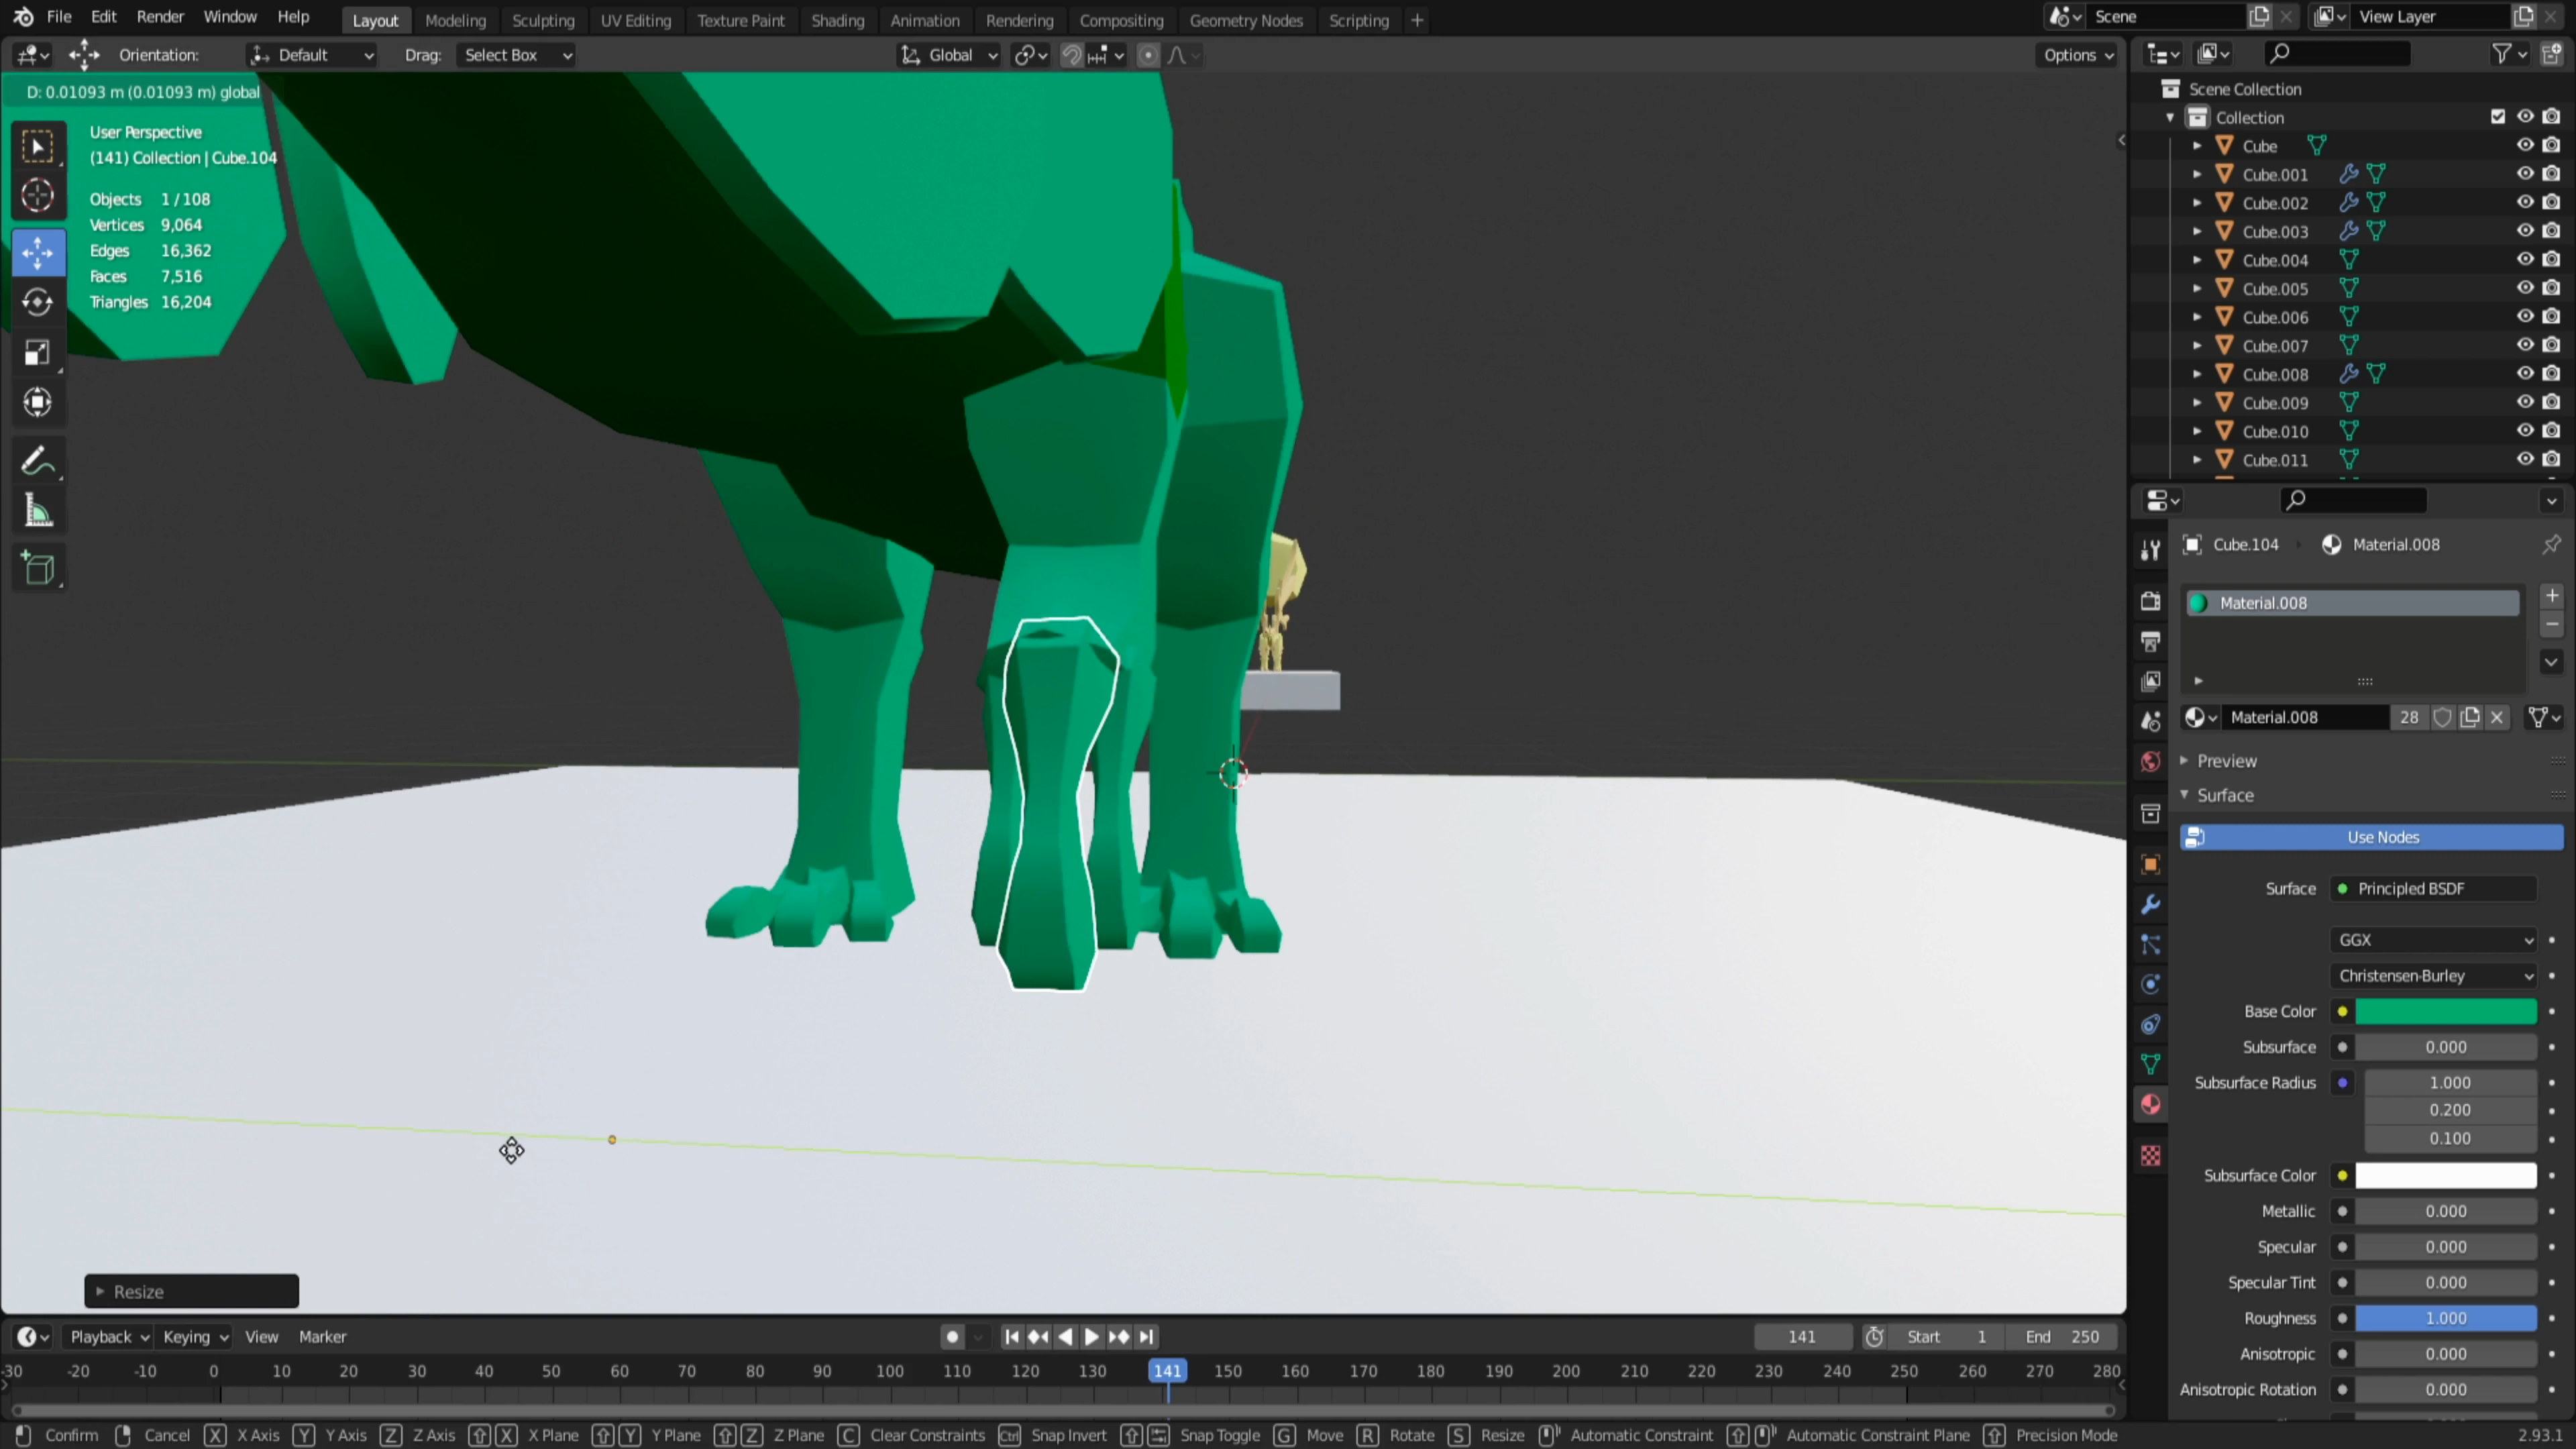 File Edit Render Window Help Layout Modeling Sculpting UV Editing Texture Paint Shading Animation Rendering Compositing Geometry Nodes Scripting + Scene View Layer
Orientation: Default Drag: Select Box Global Options
D: 0.01093 m (0.01093 m) global
User Perspective
(141) Collection | Cube.104
Objects 1 / 108
Vertices 9,064
Edges 16,362
Faces 7,516
Triangles 16,204
Resize
Scene Collection
Collection
Cube
Cube.001
Cube.002
Cube.003
Cube.004
Cube.005
Cube.006
Cube.007
Cube.008
Cube.009
Cube.010
Cube.011
Cube.104 Material.008
Material.008
Material.008 28
Preview
Surface
Use Nodes
Surface Principled BSDF
GGX
Christensen-Burley
Base Color
Subsurface 0.000
Subsurface Radius 1.000
0.200
0.100
Subsurface Color
Metallic 0.000
Specular 0.000
Specular Tint 0.000
Roughness 1.000
Anisotropic 0.000
Anisotropic Rotation 0.000
Playback Keying View Marker 141 Start 1 End 250
-30 -20 -10 0 10 20 30 40 50 60 70 80 90 100 110 120 130 141 150 160 170 180 190 200 210 220 230 240 250 260 270 280
Confirm Cancel X X Axis Y Y Axis Z Z Axis X X Plane Y Y Plane Z Z Plane C Clear Constraints Ctrl Snap Invert Snap Toggle G Move R Rotate S Resize Automatic Constraint Automatic Constraint Plane Precision Mode 2.93.1